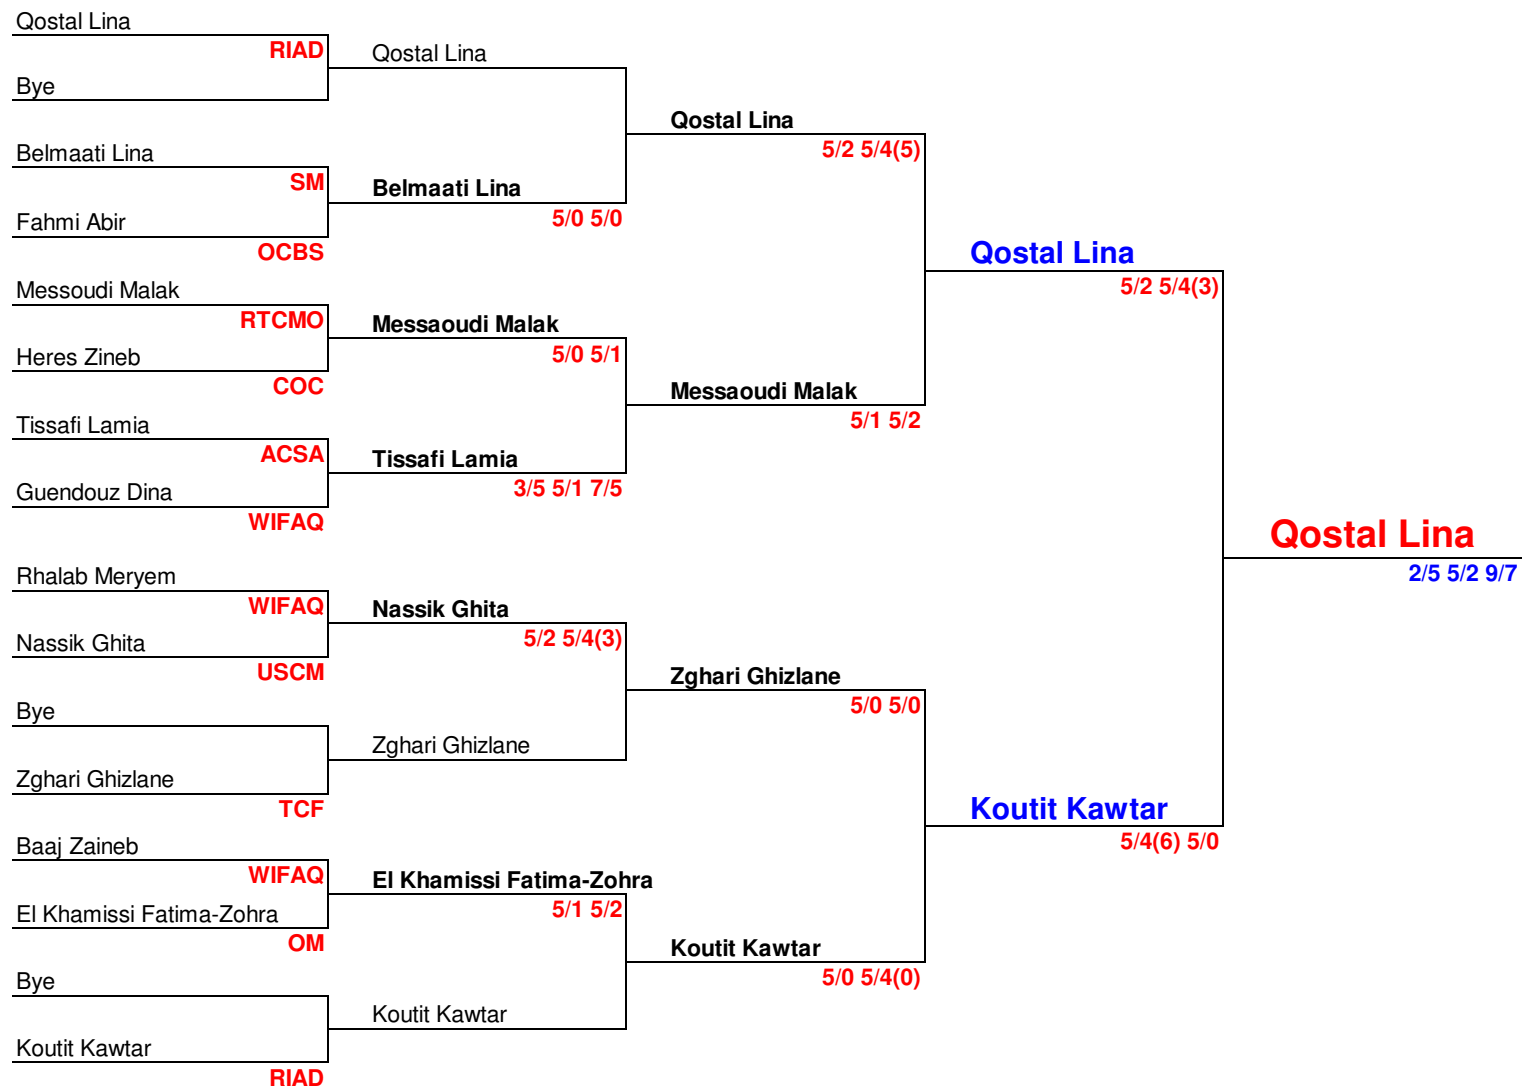 Qostal Lina
RIAD
Bye
Belmaati Lina
SM
Fahmi Abir
OCBS
Messoudi Malak
RTCMO
Heres Zineb
COC
Tissafi Lamia
ACSA
Guendouz Dina
WIFAQ
Rhalab Meryem
WIFAQ
Nassik Ghita
USCM
Bye
Zghari Ghizlane
TCF
Baaj Zaineb
WIFAQ
El Khamissi Fatima-Zohra
OM
Bye
Koutit Kawtar
RIAD
Qostal Lina
Belmaati Lina
5/0 5/0
Messaoudi Malak
5/0 5/1
Tissafi Lamia
3/5 5/1 7/5
Nassik Ghita
5/2 5/4(3)
Zghari Ghizlane
El Khamissi Fatima-Zohra
5/1 5/2
Koutit Kawtar
Qostal Lina
5/2 5/4(5)
Messaoudi Malak
5/1 5/2
Zghari Ghizlane
5/0 5/0
Koutit Kawtar
5/0 5/4(0)
Qostal Lina
5/2 5/4(3)
Koutit Kawtar
5/4(6) 5/0
Qostal Lina
2/5 5/2 9/7